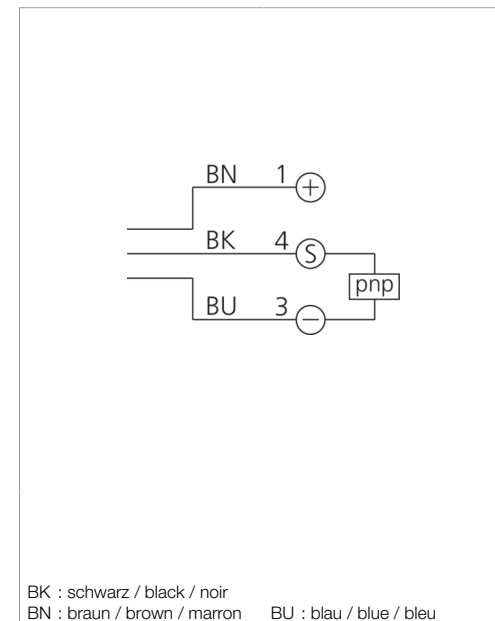 BN 1 +
BK 4 S
pnp
BU 3 −
BK : schwarz / black / noir
BN : braun / brown / marron BU : blau / blue / bleu